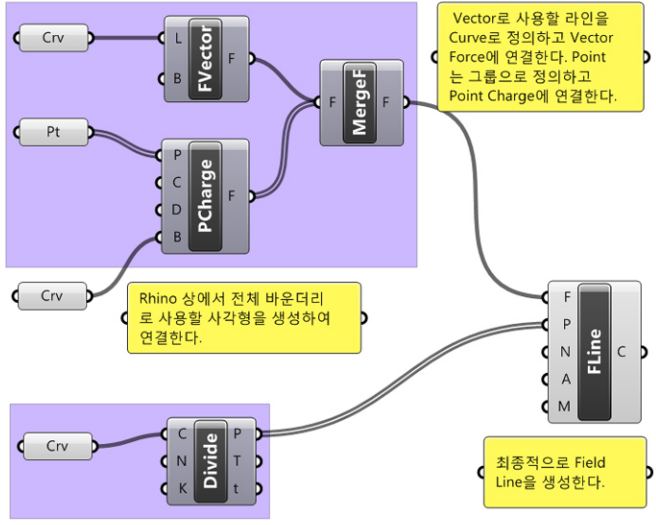 Crv
L
B
FVector
F
Pt
P
C
D
B
PCharge
F
F
MergeF
F
Vector로 사용할 라인을
Curve로 정의하고 Vector
Force에 연결한다. Point
는 그룹으로 정의하고
Point Charge에 연결한다.
Crv
Rhino 상에서 전체 바운더리
로 사용할 사각형을 생성하여
연결한다.
F
P
N
A
M
FLine
C
Crv
C
N
K
Divide
P
T
t
최종적으로 Field
Line을 생성한다.